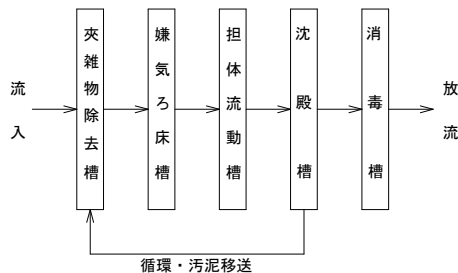 流入
夾雑物除去槽
嫌気ろ床槽
担体流動槽
沈殿槽
消毒槽
放流
循環・汚泥移送